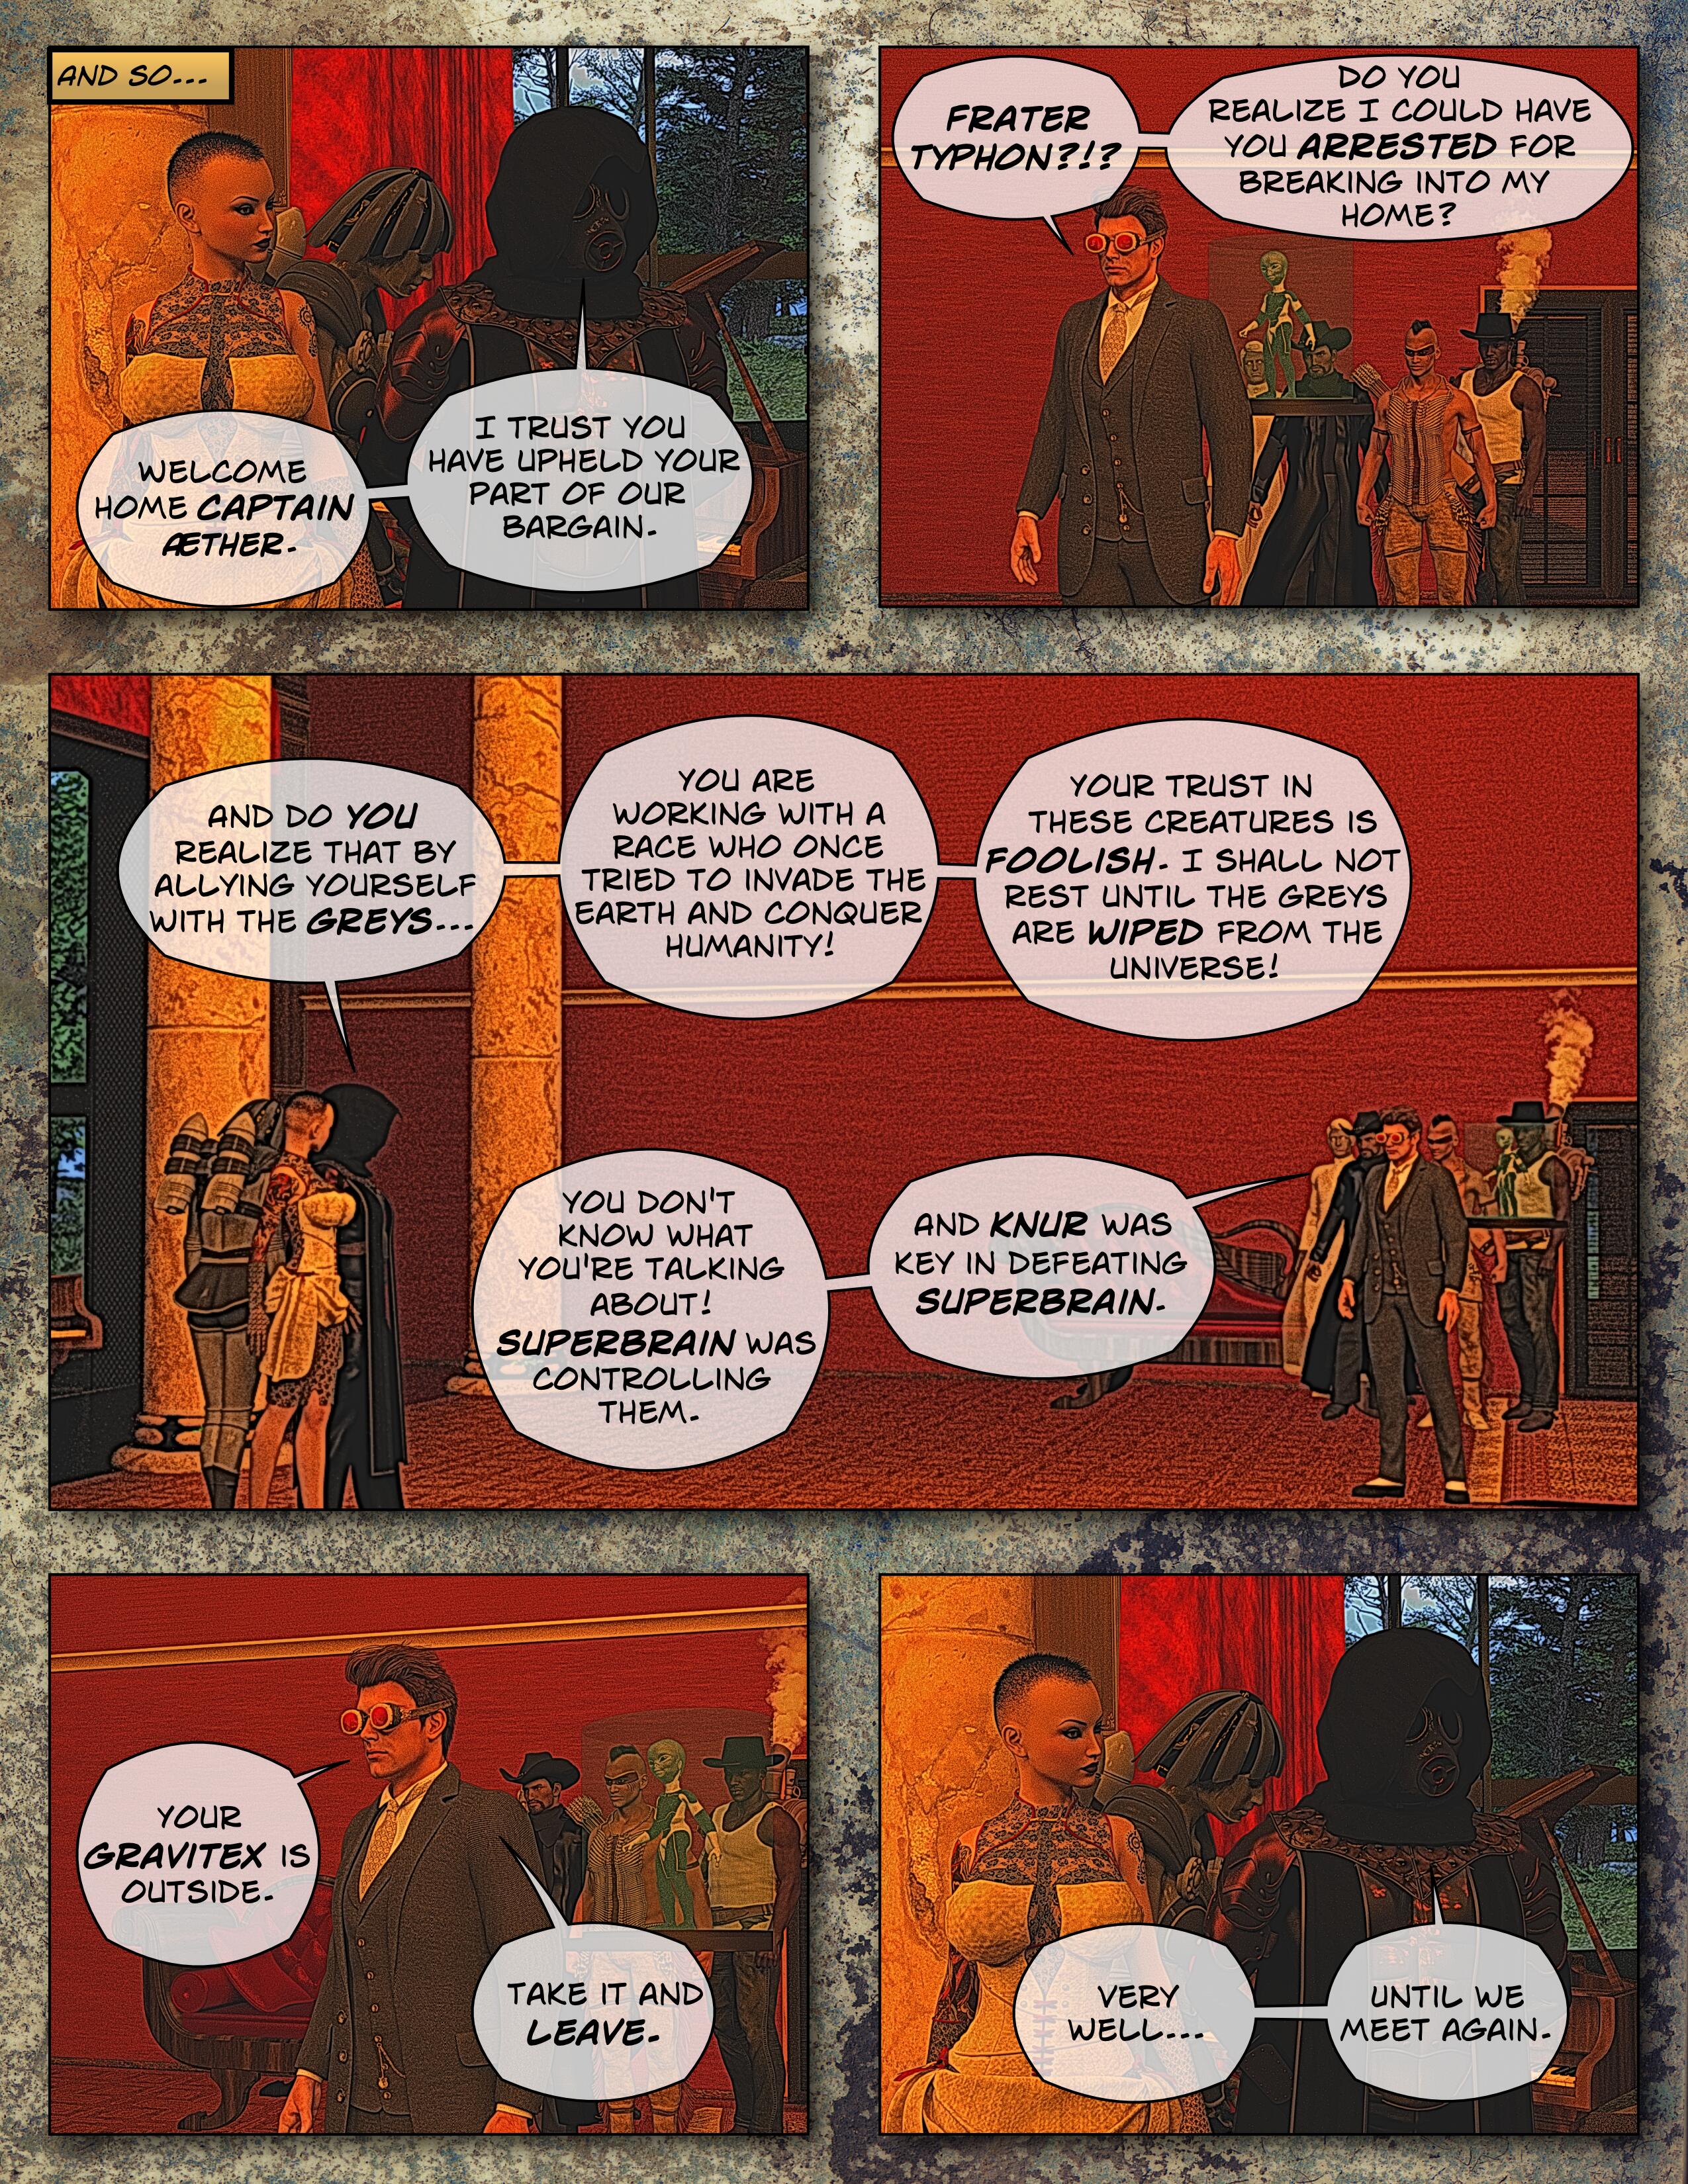 AND SO...
WELCOME
HOME CAPTAIN
ÆTHER.
I TRUST YOU
HAVE UPHELD YOUR
PART OF OUR
BARGAIN.
FRATER
TYPHON?!?
DO YOU
REALIZE I COULD HAVE
YOU ARRESTED FOR
BREAKING INTO MY
HOME?
AND DO YOU
REALIZE THAT BY
ALLYING YOURSELF
WITH THE GREYS...
YOU ARE
WORKING WITH A
RACE WHO ONCE
TRIED TO INVADE THE
EARTH AND CONQUER
HUMANITY!
YOUR TRUST IN
THESE CREATURES IS
FOOLISH. I SHALL NOT
REST UNTIL THE GREYS
ARE WIPED FROM THE
UNIVERSE!
YOU DON'T
KNOW WHAT
YOU'RE TALKING
ABOUT!
SUPERBRAIN WAS
CONTROLLING
THEM.
AND KNUR WAS
KEY IN DEFEATING
SUPERBRAIN.
YOUR
GRAVITEX IS
OUTSIDE.
TAKE IT AND
LEAVE.
VERY
WELL...
UNTIL WE
MEET AGAIN.